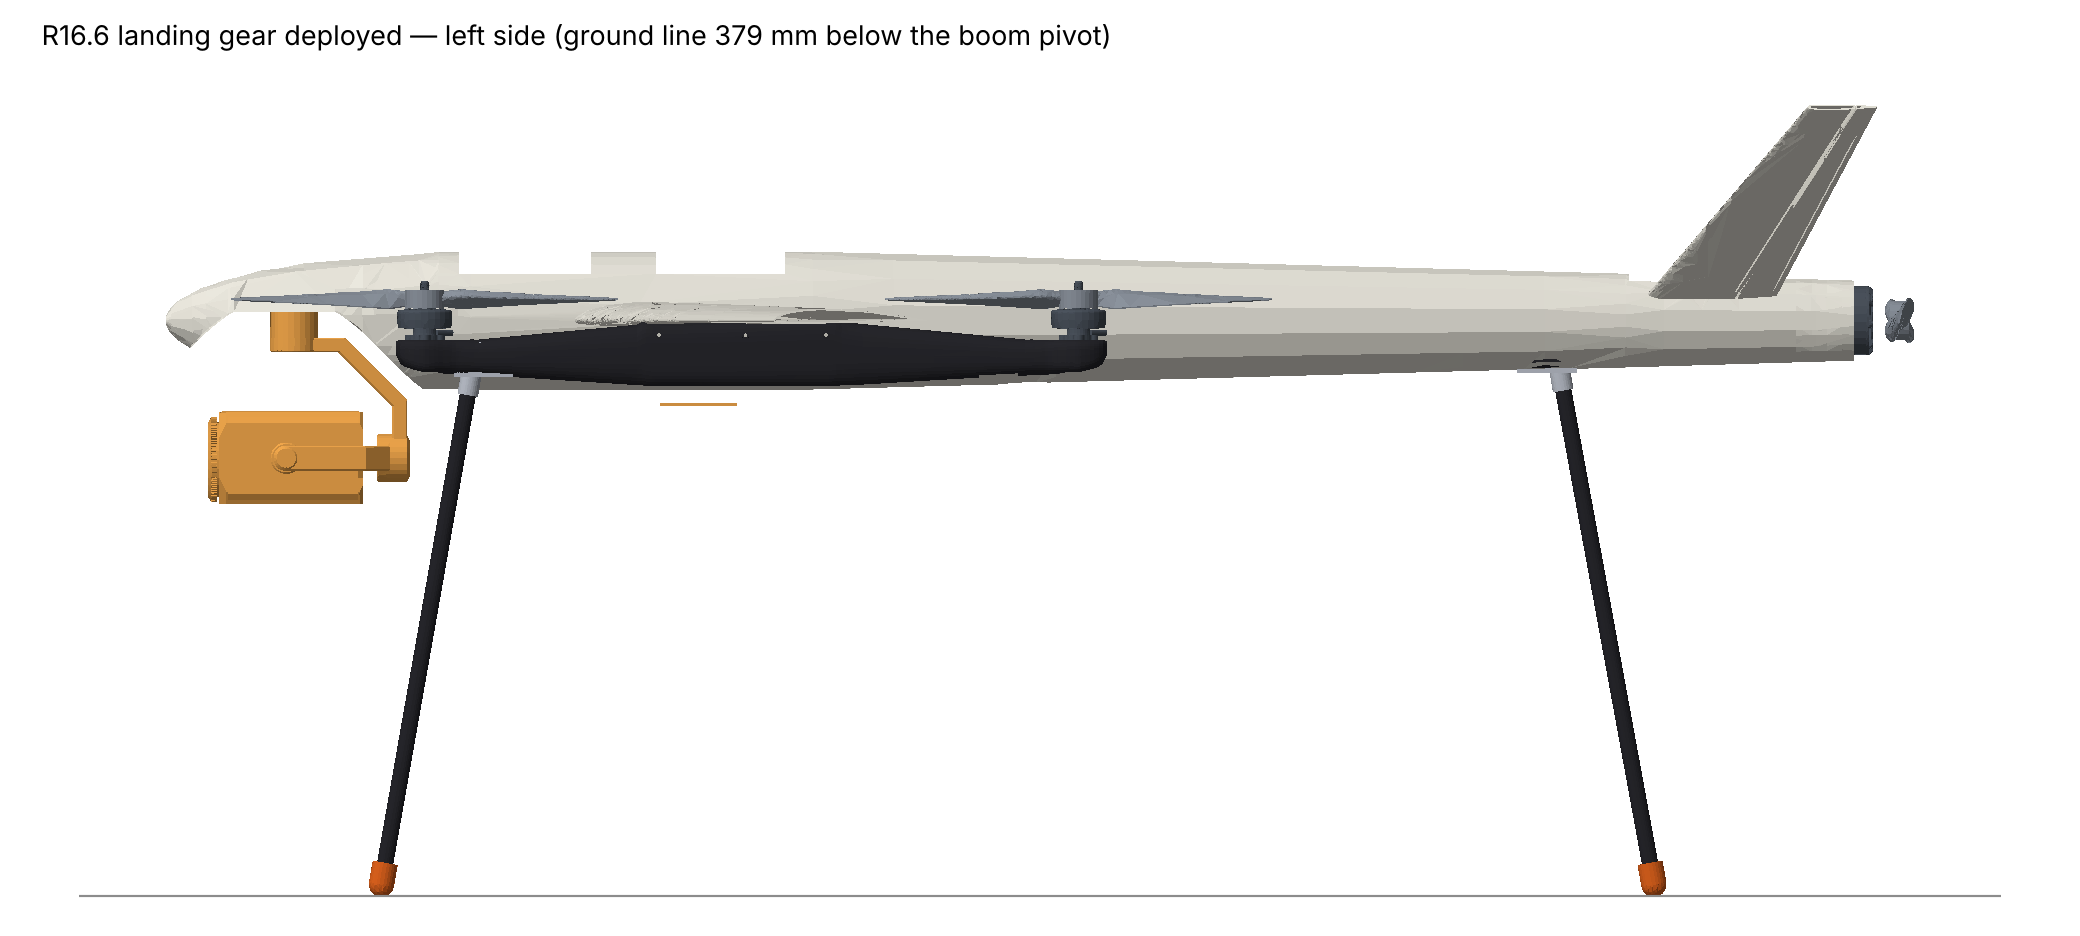 R16.6 landing gear deployed — left side (ground line 379 mm below the boom pivot)